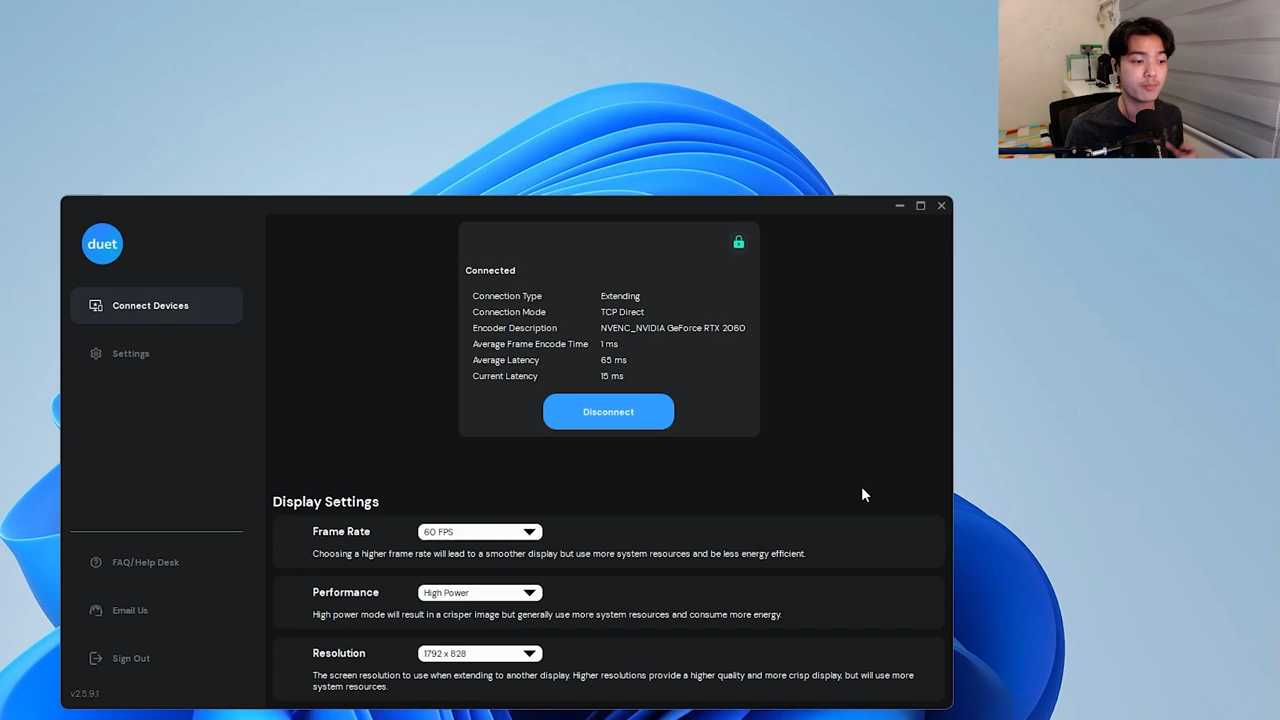 duet
Connect Devices
Settings
FAQ/Help Desk
Email Us
Sign Out
v2.5.9.1
Connected
Connection Type Extending
Connection Mode TCP Direct
Encoder Description NVENC_NVIDIA GeForce RTX 2060
Average Frame Encode Time 1 ms
Average Latency 65 ms
Current Latency 15 ms
Disconnect
Display Settings
Frame Rate 60 FPS
Choosing a higher frame rate will lead to a smoother display but use more system resources and be less energy efficient.
Performance High Power
High power mode will result in a crisper image but generally use more system resources and consume more energy.
Resolution 1792 x 828
The screen resolution to use when extending to another display. Higher resolutions provide a higher quality and more crisp display, but will use more
system resources.